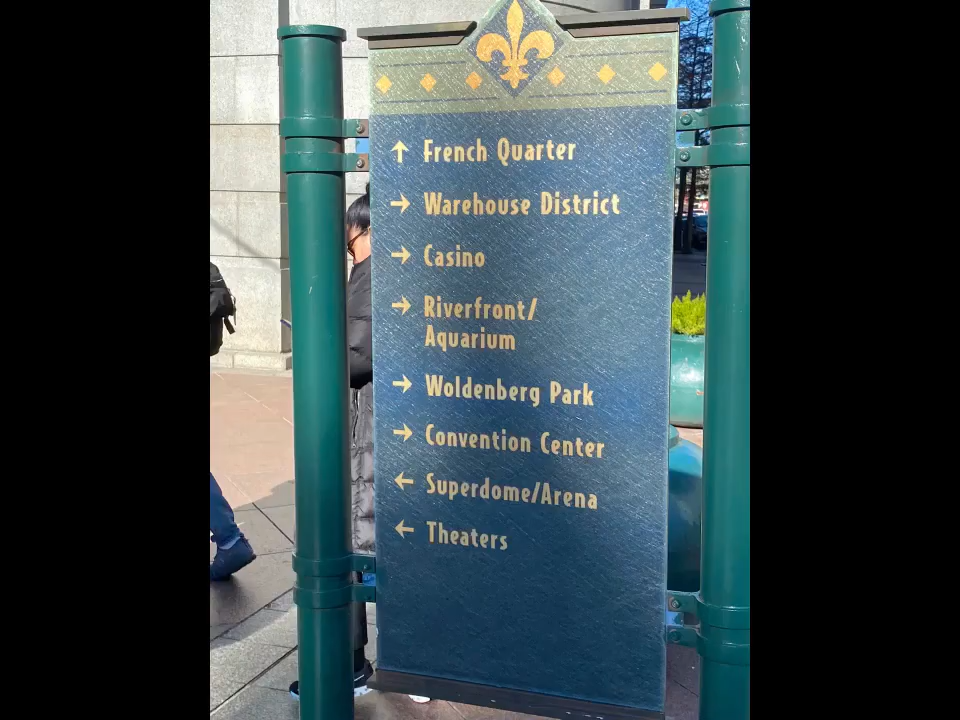 ↑ French Quarter
→ Warehouse District
→ Casino
→ Riverfront/
Aquarium
→ Woldenberg Park
→ Convention Center
← Superdome/Arena
← Theaters